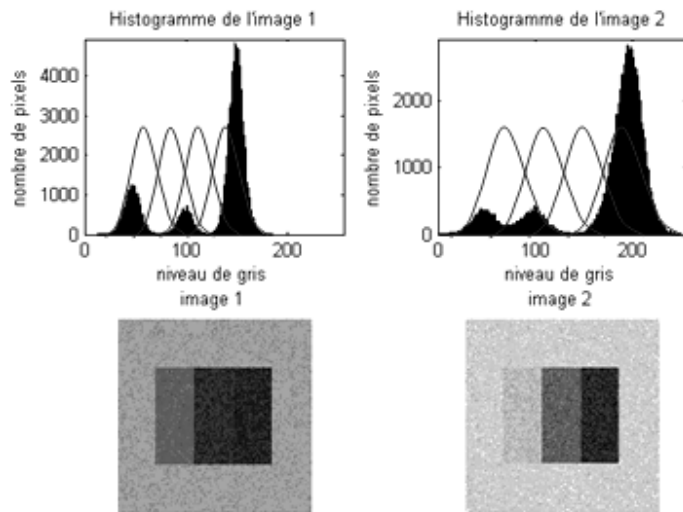 Histogramme de l'image 1
nombre de pixels
4000
3000
2000
1000
0
0
100
200
niveau de gris
image 1
Histogramme de l'image 2
nombre de pixels
2000
1000
0
0
100
200
niveau de gris
image 2